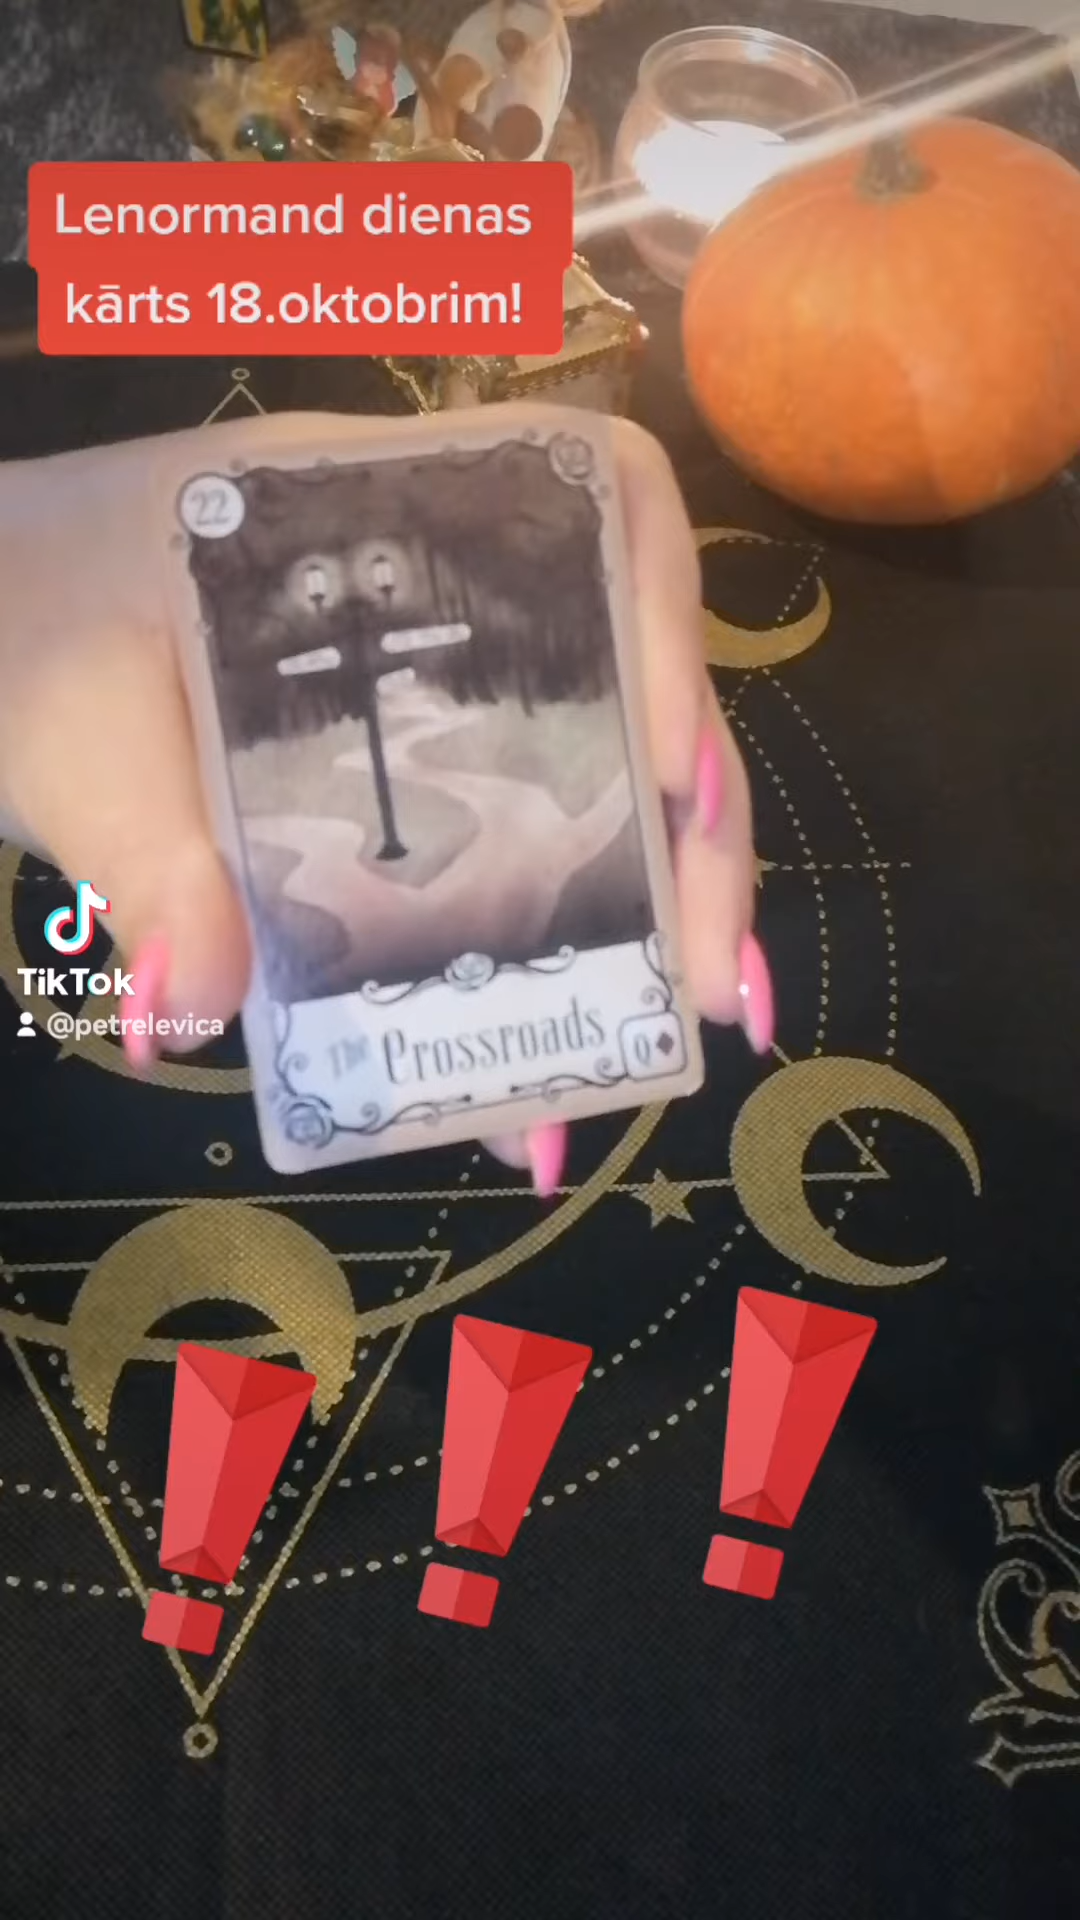 Lenormand dienas
kārts 18.oktobrim!
22
The Crossroads
Q♦
TikTok
@petrelevica